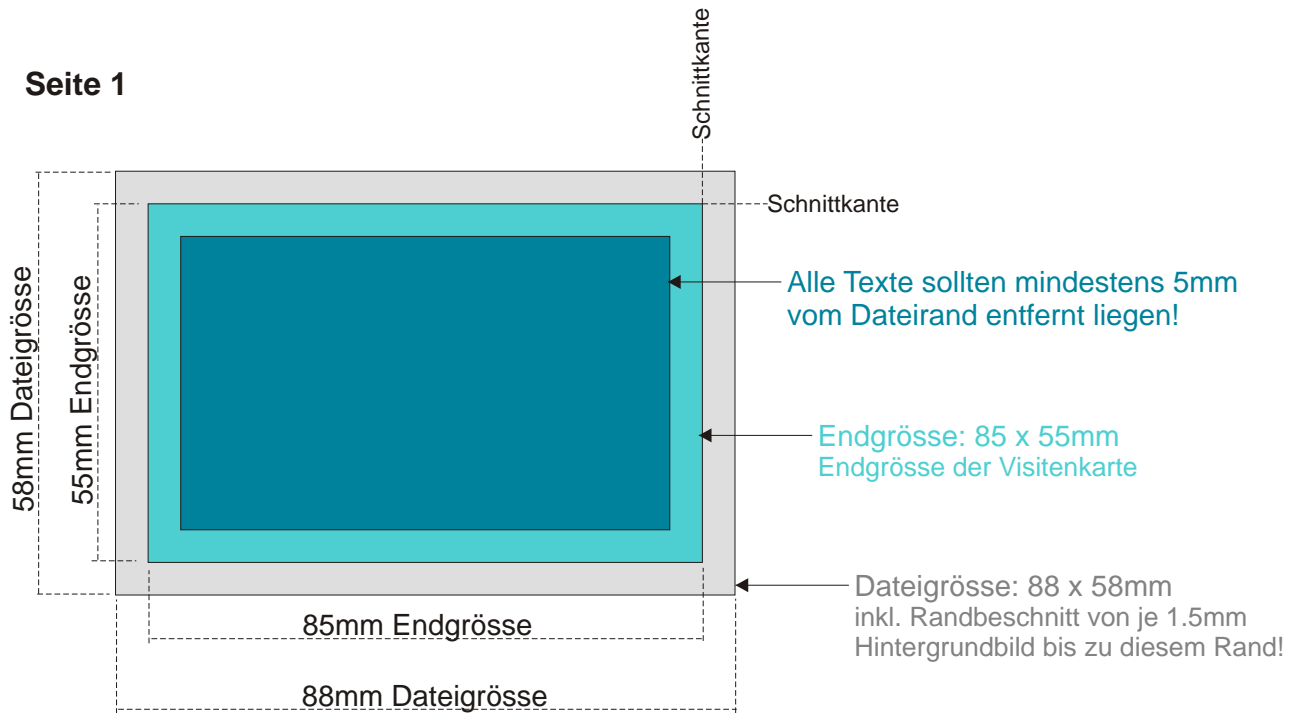 Seite 1
Schnittkante
Schnittkante
58mm Dateigrösse
55mm Endgrösse
Alle Texte sollten mindestens 5mm
vom Dateirand entfernt liegen!
Endgrösse: 85 x 55mm
Endgrösse der Visitenkarte
Dateigrösse: 88 x 58mm
inkl. Randbeschnitt von je 1.5mm
Hintergrundbild bis zu diesem Rand!
85mm Endgrösse
88mm Dateigrösse